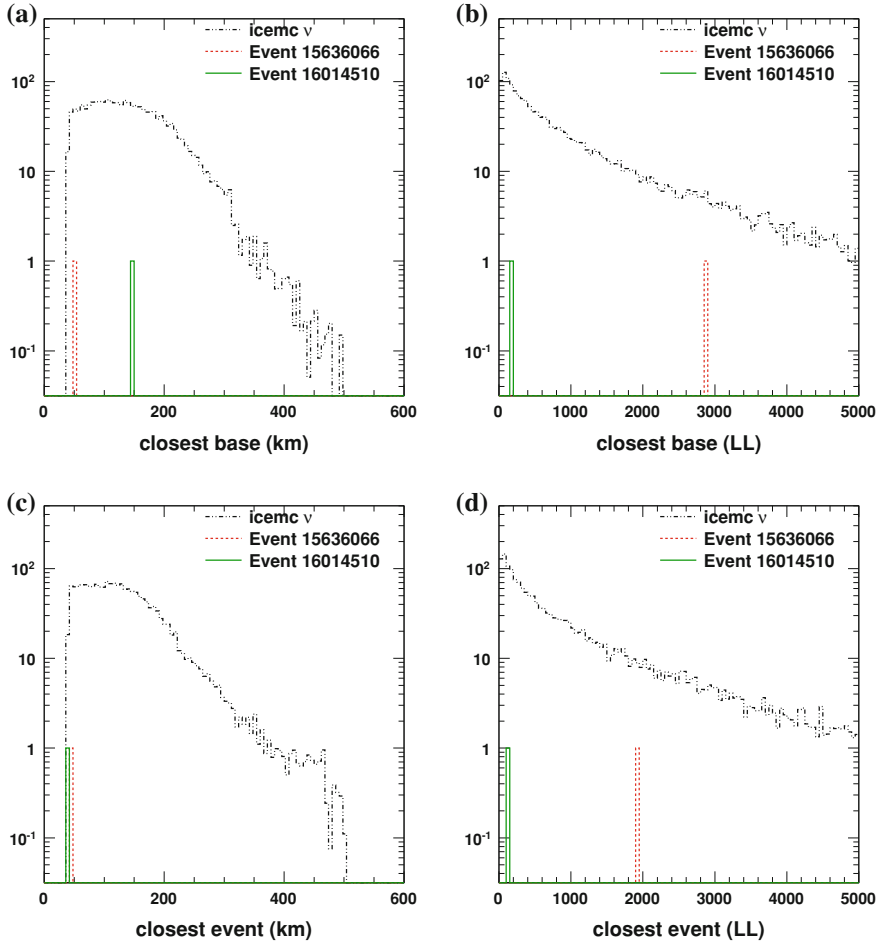 (a)
icemc ν
Event 15636066
Event 16014510
10²
10
1
10⁻¹
0 200 400 600
closest base (km)
(b)
icemc ν
Event 15636066
Event 16014510
10²
10
1
10⁻¹
0 1000 2000 3000 4000 5000
closest base (LL)
(c)
icemc ν
Event 15636066
Event 16014510
10²
10
1
10⁻¹
0 200 400 600
closest event (km)
(d)
icemc ν
Event 15636066
Event 16014510
10²
10
1
10⁻¹
0 1000 2000 3000 4000 5000
closest event (LL)